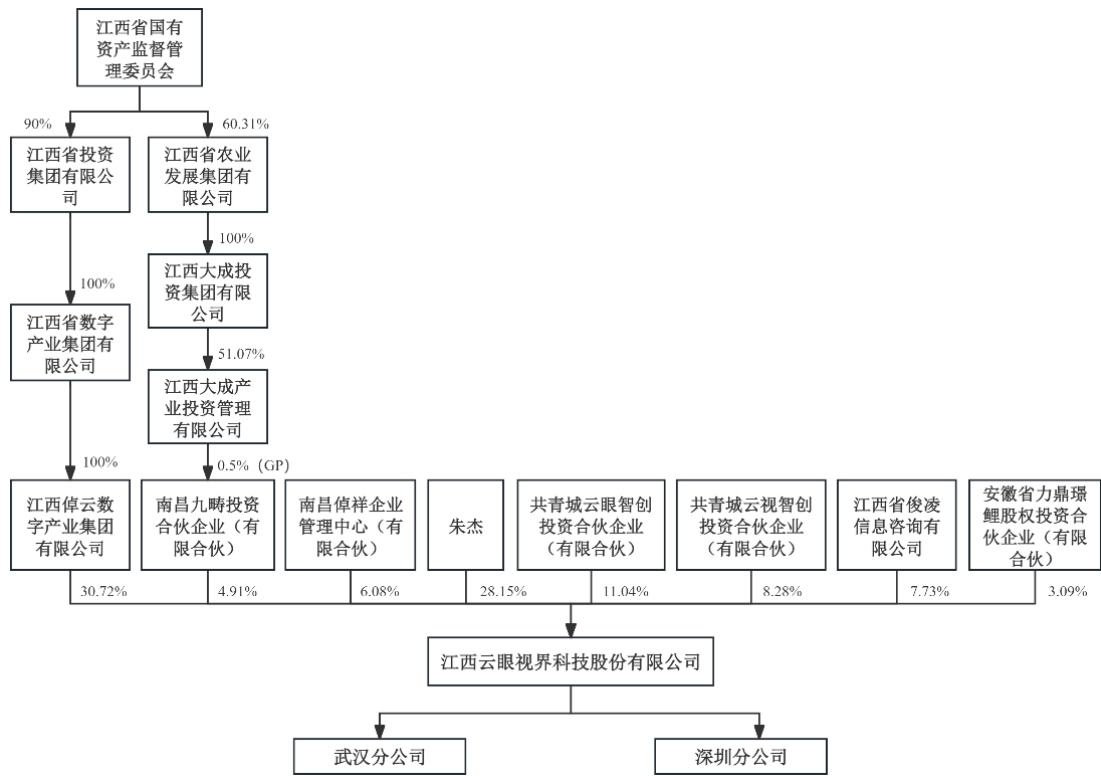 江西省国有
资产监督管
理委员会
90%
60.31%
江西省投资
集团有限公
司
江西省农业
发展集团有
限公司
100%
江西大成投
资集团有限
公司
100%
江西省数字
产业集团有
限公司
51.07%
江西大成产
业投资管理
有限公司
100%
0.5%（GP）
江西倬云数
字产业集团
有限公司
南昌九畴投资
合伙企业（有
限合伙）
南昌倬祥企业
管理中心（有
限合伙）
朱杰
共青城云眼智创
投资合伙企业
（有限合伙）
共青城云视智创
投资合伙企业
（有限合伙）
江西省俊凌
信息咨询有
限公司
安徽省力鼎璟
鲤股权投资合
伙企业（有限
合伙）
30.72%
4.91%
6.08%
28.15%
11.04%
8.28%
7.73%
3.09%
江西云眼视界科技股份有限公司
武汉分公司
深圳分公司